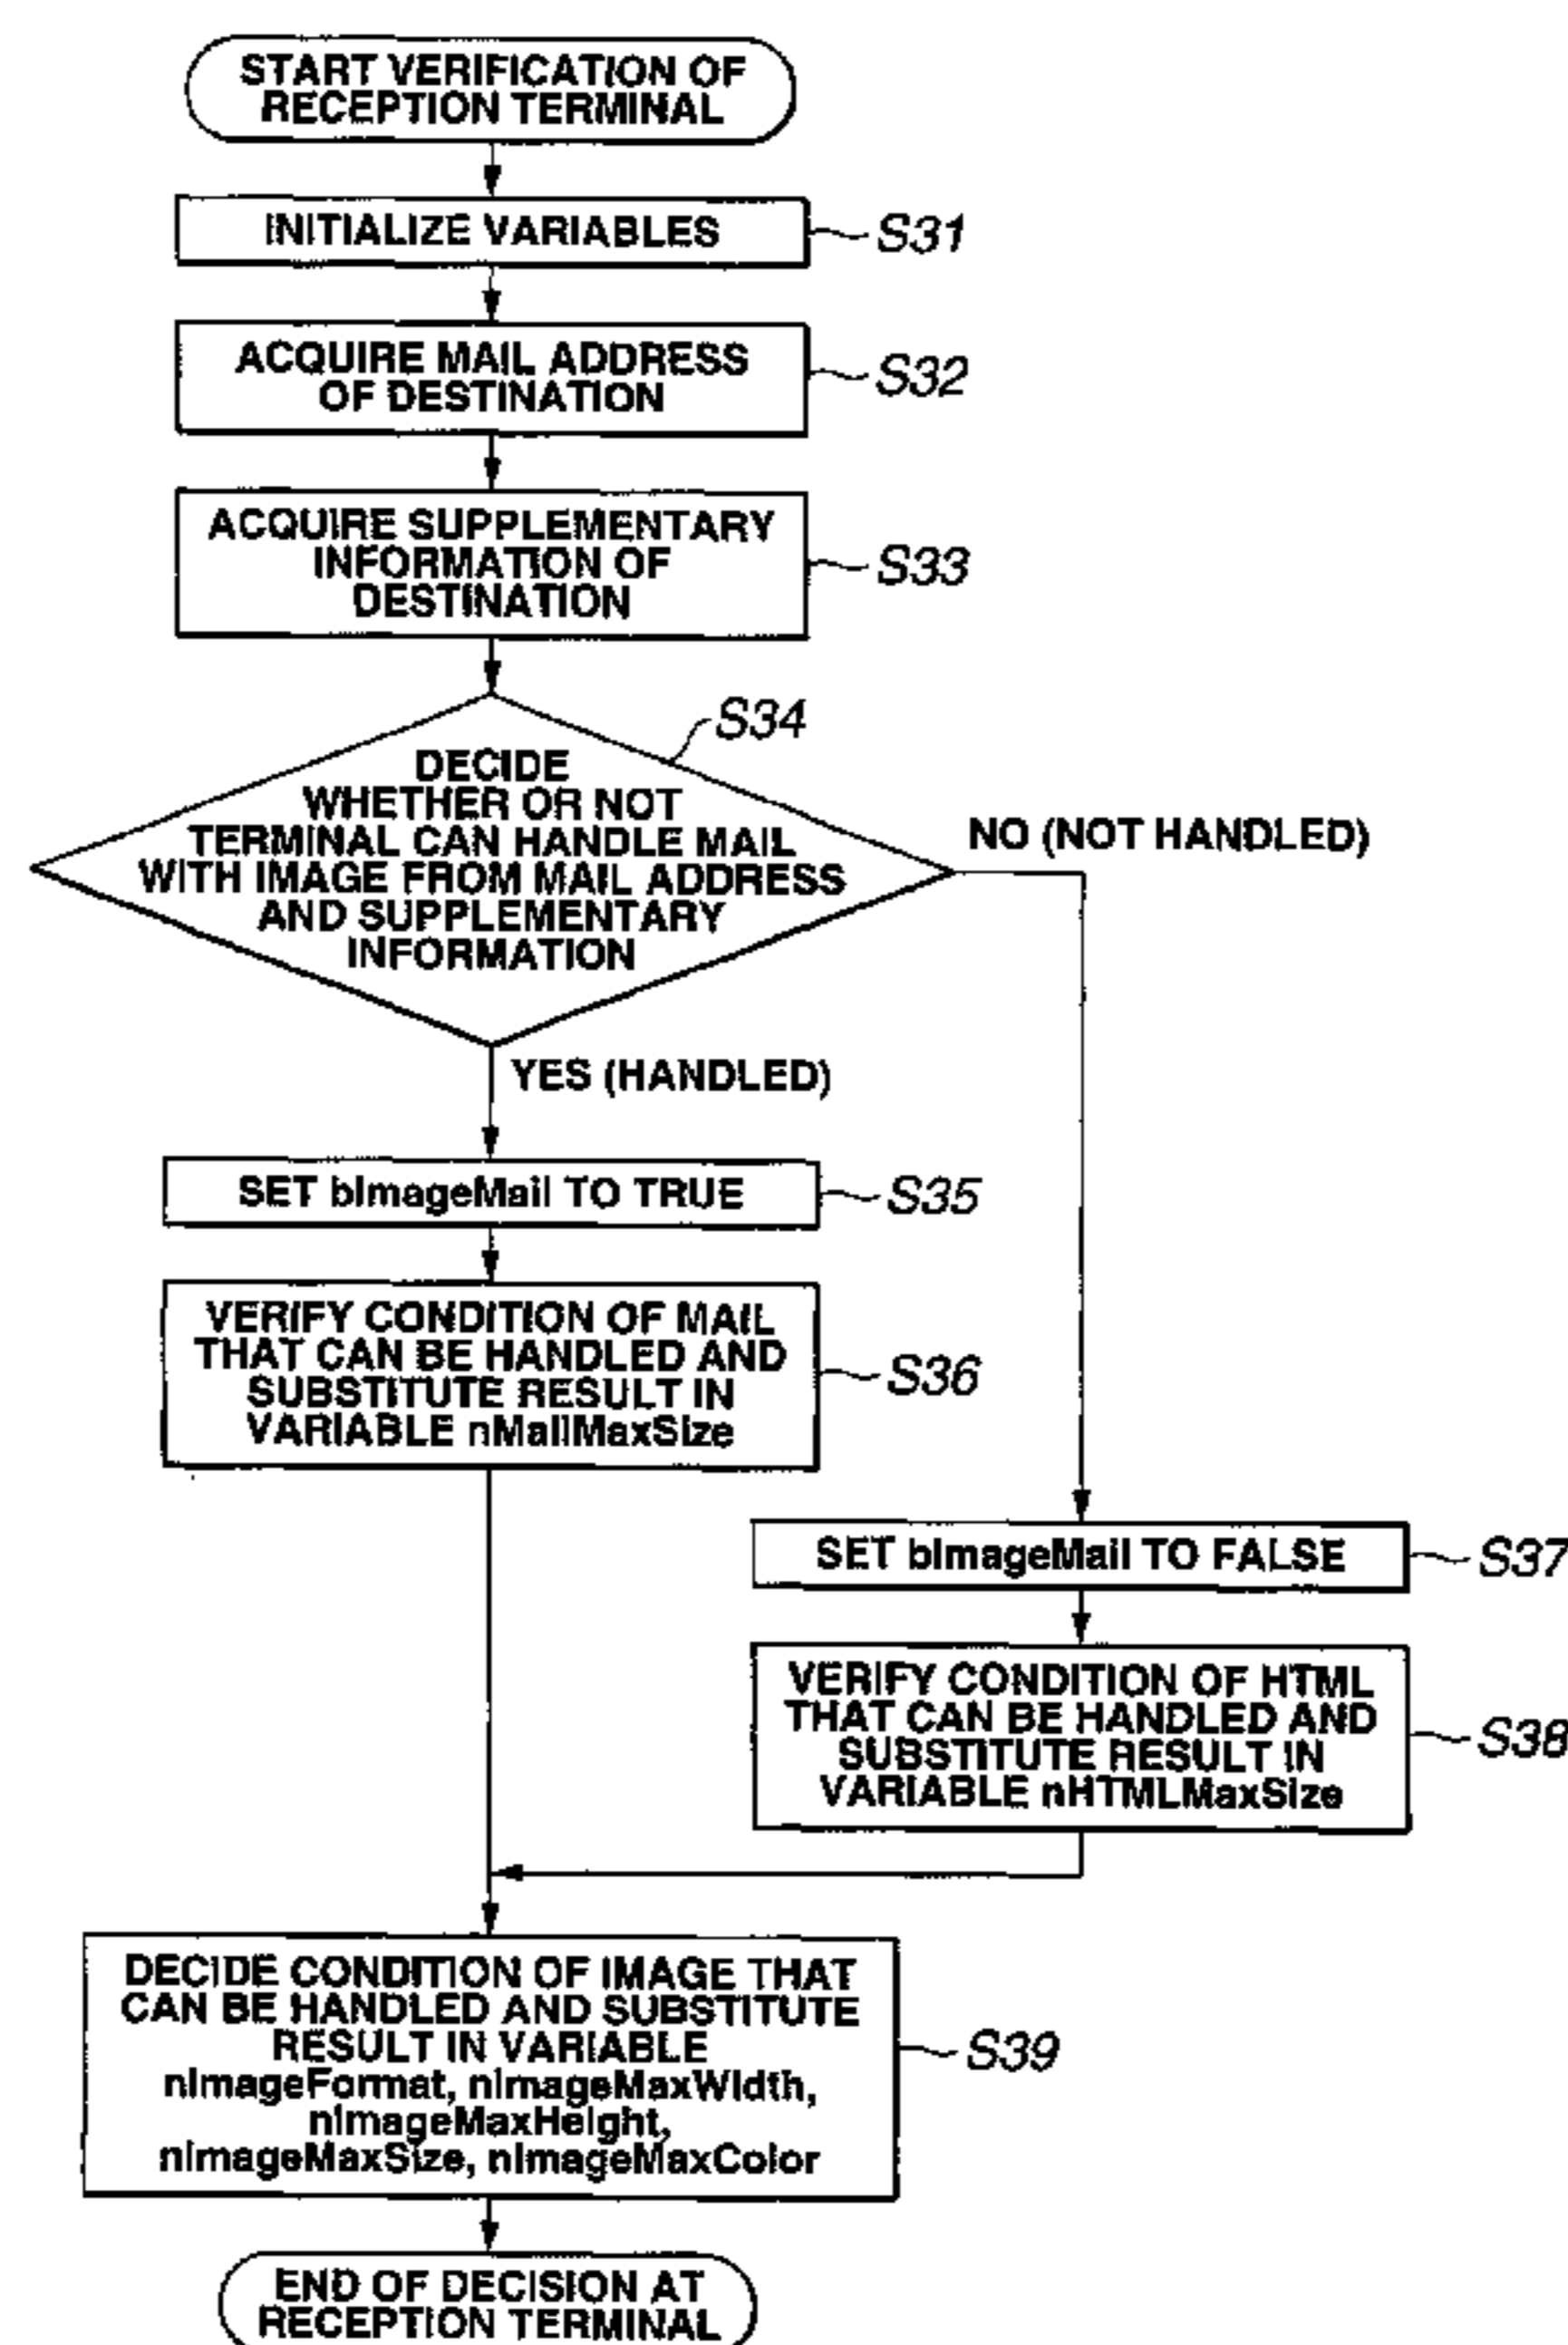 START VERIFICATION OF
RECEPTION TERMINAL
INITIALIZE VARIABLES
S31
ACQUIRE MAIL ADDRESS
OF DESTINATION
S32
ACQUIRE SUPPLEMENTARY
INFORMATION OF
DESTINATION
S33
S34
DECIDE
WHETHER OR NOT
TERMINAL CAN HANDLE MAIL
WITH IMAGE FROM MAIL ADDRESS
AND SUPPLEMENTARY
INFORMATION
NO (NOT HANDLED)
YES (HANDLED)
SET bImageMail TO TRUE
S35
VERIFY CONDITION OF MAIL
THAT CAN BE HANDLED AND
SUBSTITUTE RESULT IN
VARIABLE nMailMaxSize
S36
SET bImageMail TO FALSE
S37
VERIFY CONDITION OF HTML
THAT CAN BE HANDLED AND
SUBSTITUTE RESULT IN
VARIABLE nHTMLMaxSize
S38
DECIDE CONDITION OF IMAGE THAT
CAN BE HANDLED AND SUBSTITUTE
RESULT IN VARIABLE
nImageFormat, nImageMaxWidth,
nImageMaxHeight,
nImageMaxSize, nImageMaxColor
S39
END OF DECISION AT
RECEPTION TERMINAL